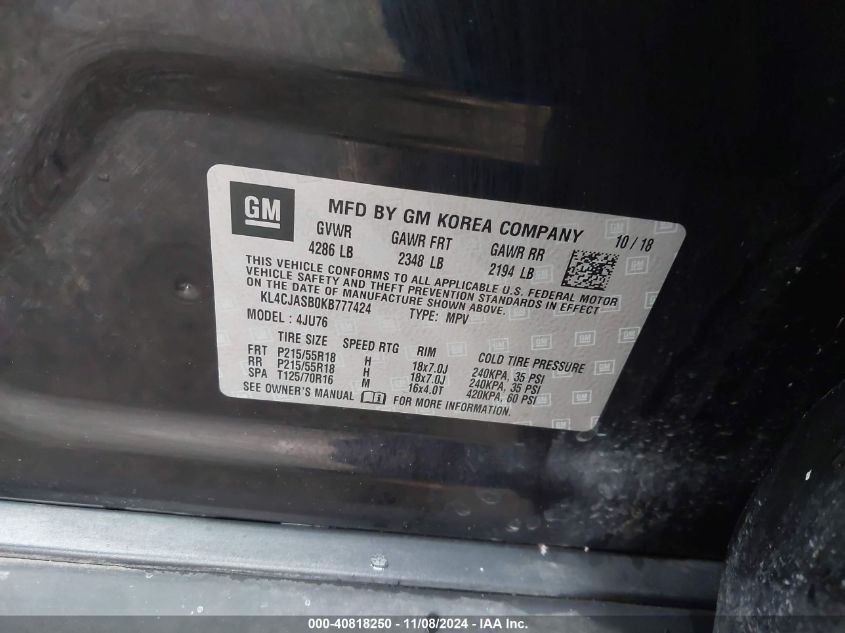 GM MFD BY GM KOREA COMPANY 10 / 18
GVWR GAWR FRT GAWR RR
4286 LB 2348 LB 2194 LB
THIS VEHICLE CONFORMS TO ALL APPLICABLE U.S. FEDERAL MOTOR
VEHICLE SAFETY AND THEFT PREVENTION STANDARDS IN EFFECT
ON THE DATE OF MANUFACTURE SHOWN ABOVE.
KL4CJASB0KB777424 TYPE: MPV
MODEL : 4JU76
TIRE SIZE SPEED RTG RIM COLD TIRE PRESSURE
FRT P215/55R18 H 18x7.0J 240KPA, 35 PSI
RR P215/55R18 H 18x7.0J 240KPA, 35 PSI
SPA T125/70R16 M 16x4.0T 420KPA, 60 PSI
SEE OWNER'S MANUAL FOR MORE INFORMATION.
000-40818250 - 11/08/2024 - IAA Inc.